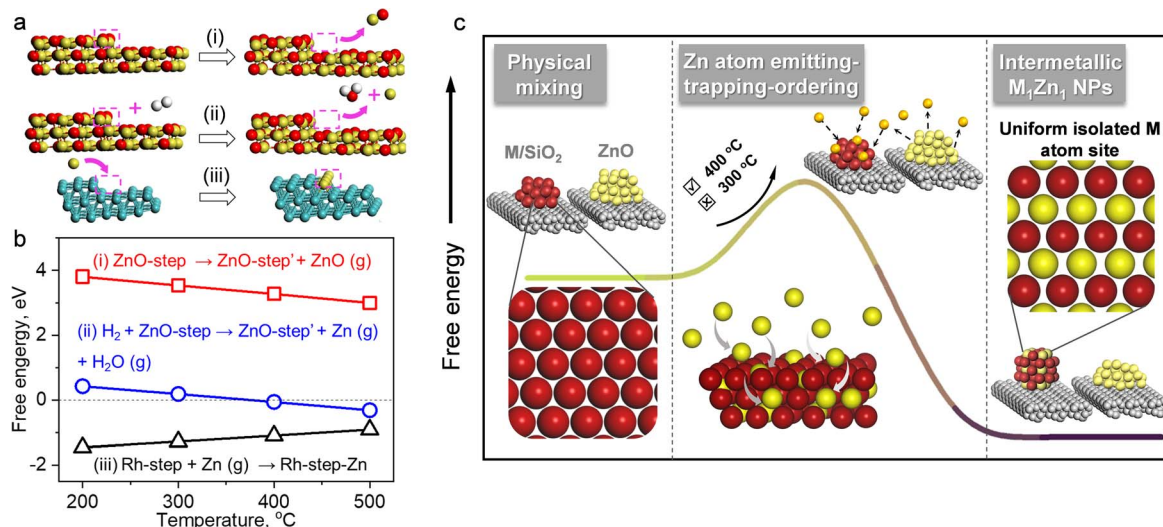 a
(i)
+
(ii)
+
(iii)
b
Free engergy, eV
4
2
0
-2
(i) ZnO-step → ZnO-step' + ZnO (g)
(ii) H₂ + ZnO-step → ZnO-step' + Zn (g)
+ H₂O (g)
(iii) Rh-step + Zn (g) → Rh-step-Zn
200
300
400
500
Temperature, °C
c
Free energy
Physical
mixing
M/SiO₂
ZnO
Zn atom emitting-
trapping-ordering
☑ 400 °C
☒ 300 °C
Intermetallic
M₁Zn₁ NPs
Uniform isolated M
atom site